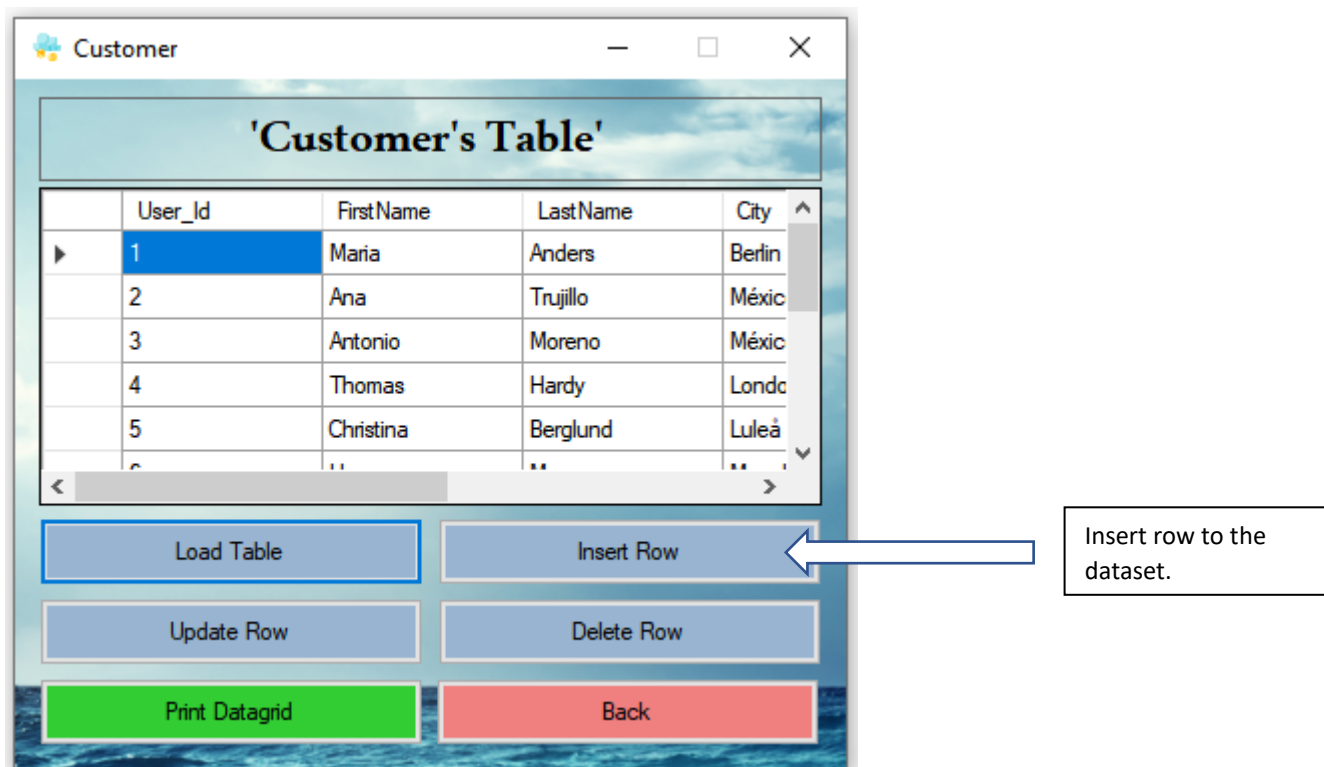 Customer
'Customer's Table'
User_Id FirstName LastName City
1 Maria Anders Berlin
2 Ana Trujillo
3 Antonio Moreno
4 Thomas Hardy
5 Christina Berglund Luleå
Load Table Insert Row
Insert row to the
dataset.
Update Row Delete Row
Print Datagrid Back